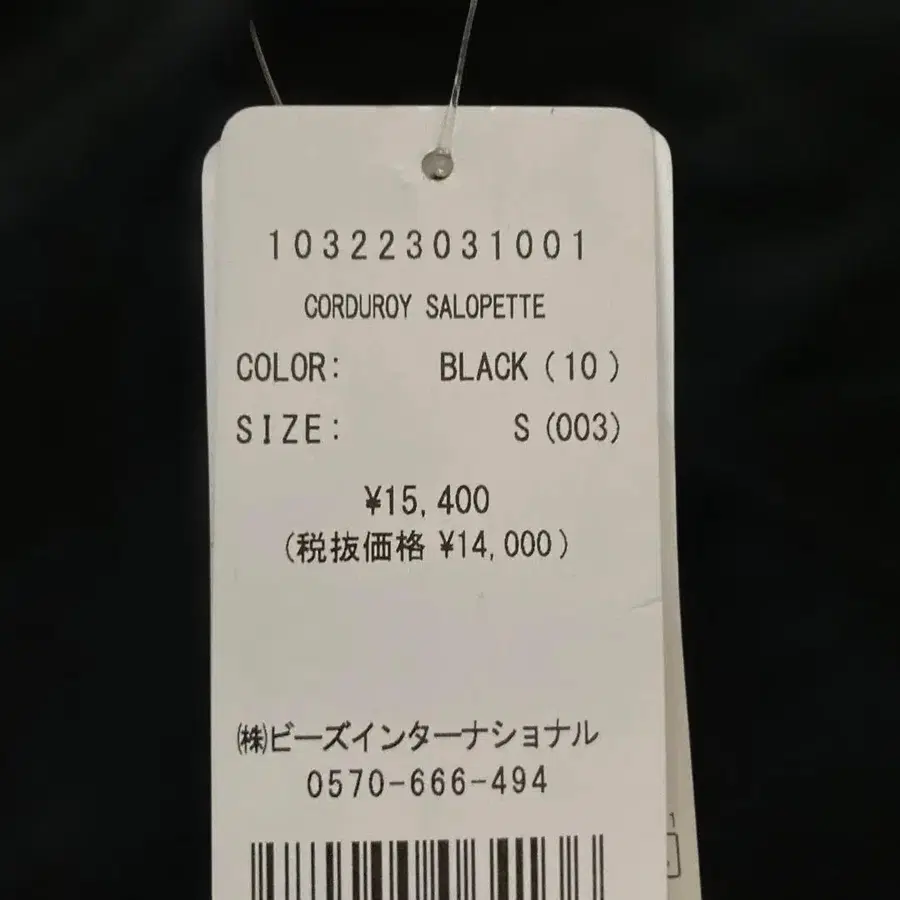 103223031001
CORDUROY SALOPETTE
COLOR: BLACK (10)
SIZE: S (003)
¥15,400
(税抜価格 ¥14,000)
㈱ビーズインターナショナル
0570-666-494
1